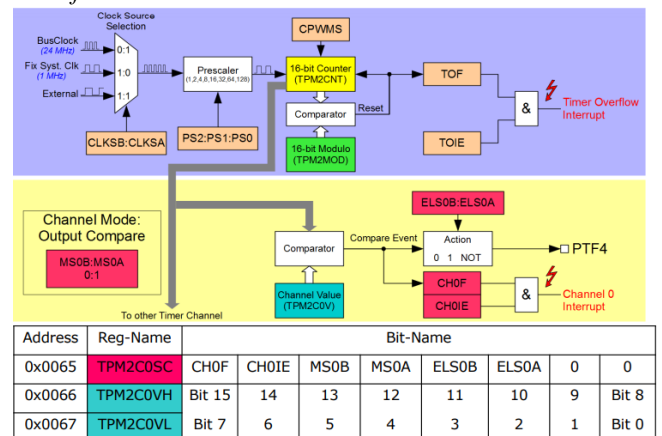 Clock Source
Selection
BusClock
(24 MHz)
Fix Syst. Clk
(1 MHz)
External
0:1
1:0
1:1
CLKSB:CLKSA
Prescaler
(1,2,4,8,16,32,64,128)
PS2:PS1:PS0
CPWMS
16-bit Counter
(TPM2CNT)
Comparator
Reset
16-bit Modulo
(TPM2MOD)
TOF
TOIE
&
Timer Overflow
Interrupt
Channel Mode:
Output Compare
MS0B:MS0A
0:1
To other Timer Channel
Comparator
Channel Value
(TPM2C0V)
Compare Event
ELS0B:ELS0A
Action
0 1 NOT
PTF4
CH0F
CH0IE
&
Channel 0
Interrupt
Address Reg-Name Bit-Name
0x0065 TPM2C0SC CH0F CH0IE MS0B MS0A ELS0B ELS0A 0 0
0x0066 TPM2C0VH Bit 15 14 13 12 11 10 9 Bit 8
0x0067 TPM2C0VL Bit 7 6 5 4 3 2 1 Bit 0